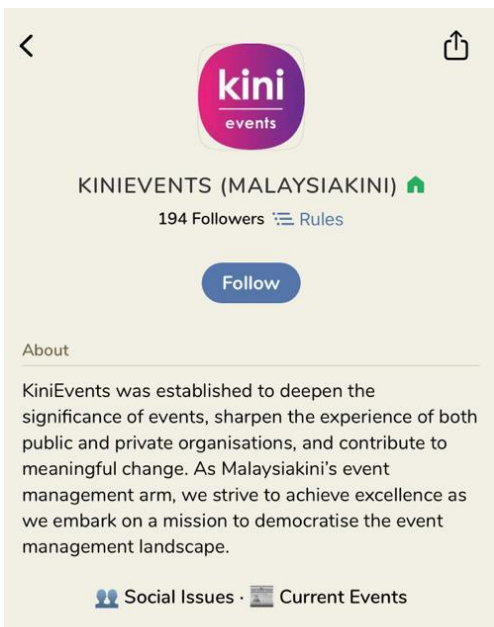 kini
events
KINIEVENTS (MALAYSIAKINI)
194 Followers Rules
Follow
About
KiniEvents was established to deepen the
significance of events, sharpen the experience of both
public and private organisations, and contribute to
meaningful change. As Malaysiakini's event
management arm, we strive to achieve excellence as
we embark on a mission to democratise the event
management landscape.
Social Issues · Current Events